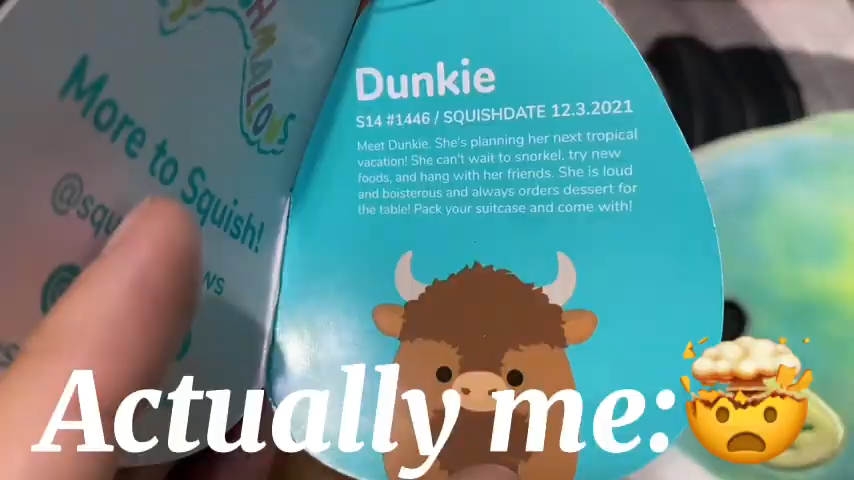 More to Squish!
Dunkie
S14 #1446 / SQUISHDATE 12.3.2021
Meet Dunkie. She's planning her next tropical
vacation! She can't wait to snorkel, try new
foods, and hang with her friends. She is loud
and boisterous and always orders dessert for
the table! Pack your suitcase and come with!
Actually me: